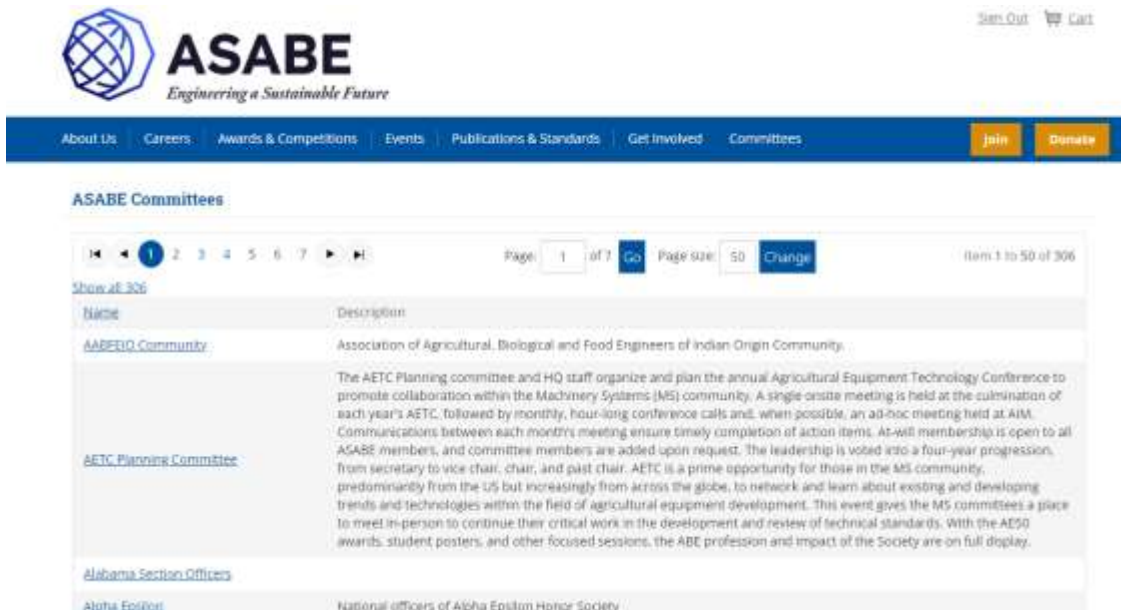 Sign Out Cart
ASABE
Engineering a Sustainable Future
About Us Careers Awards & Competitions Events Publications & Standards Get Involved Committees Join Donate
ASABE Committees
1 2 3 4 5 6 7 Page: 1 of 7 Go Page size: 50 Change Item 1 to 50 of 306
Show all 306
Name Description
AABFEIO Community Association of Agricultural, Biological and Food Engineers of Indian Origin Community.
The AETC Planning committee and HQ staff organize and plan the annual Agricultural Equipment Technology Conference to
promote collaboration within the Machinery Systems (MS) community. A single onsite meeting is held at the culmination of
each year's AETC, followed by monthly, hour-long conference calls and, when possible, an ad-hoc meeting held at AIM.
Communications between each month's meeting ensure timely completion of action items. At-will membership is open to all
ASABE members, and committee members are added upon request. The leadership is voted into a four-year progression,
AETC Planning Committee from secretary to vice chair, chair, and past chair. AETC is a prime opportunity for those in the MS community,
predominantly from the US but increasingly from across the globe, to network and learn about existing and developing
trends and technologies within the field of agricultural equipment development. This event gives the MS committees a place
to meet in-person to continue their critical work in the development and review of technical standards. With the AE50
awards, student posters, and other focused sessions, the ABE profession and impact of the Society are on full display.
Alabama Section Officers
Alpha Epsilon National officers of Alpha Epsilon Honor Society